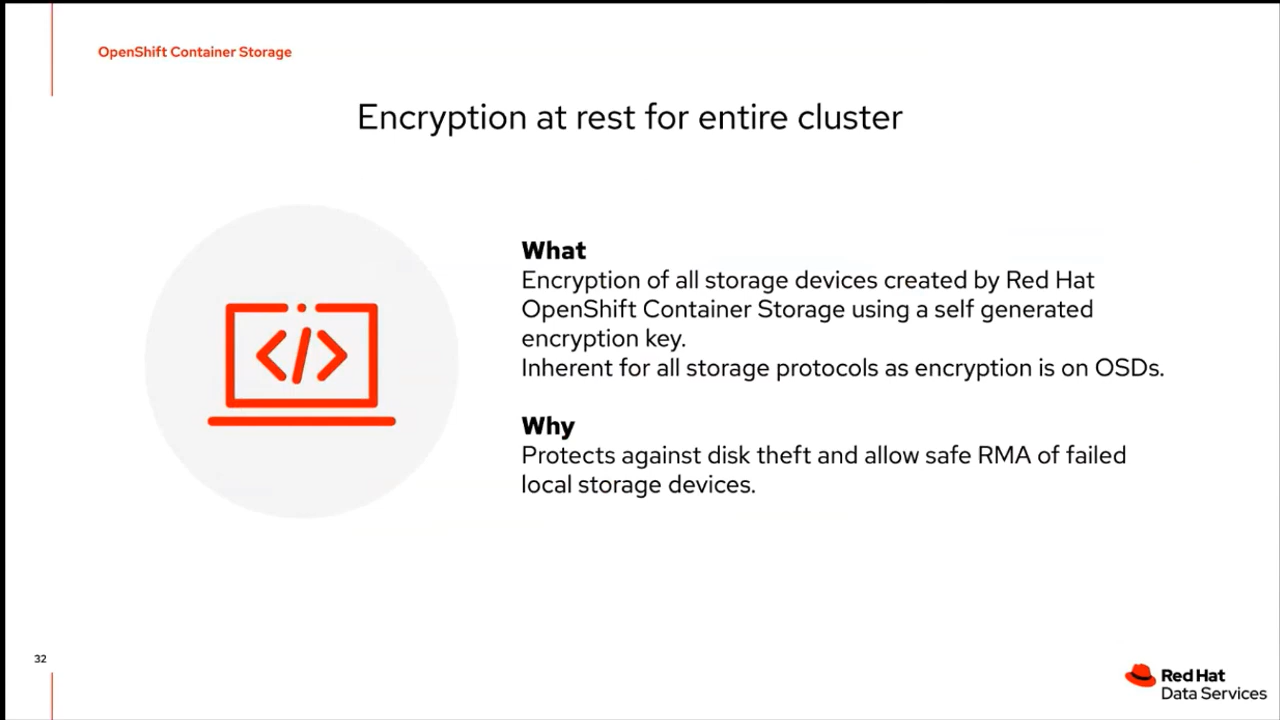 OpenShift Container Storage
Encryption at rest for entire cluster
</>
What
Encryption of all storage devices created by Red Hat
OpenShift Container Storage using a self generated
encryption key.
Inherent for all storage protocols as encryption is on OSDs.
Why
Protects against disk theft and allow safe RMA of failed
local storage devices.
32
Red Hat
Data Services